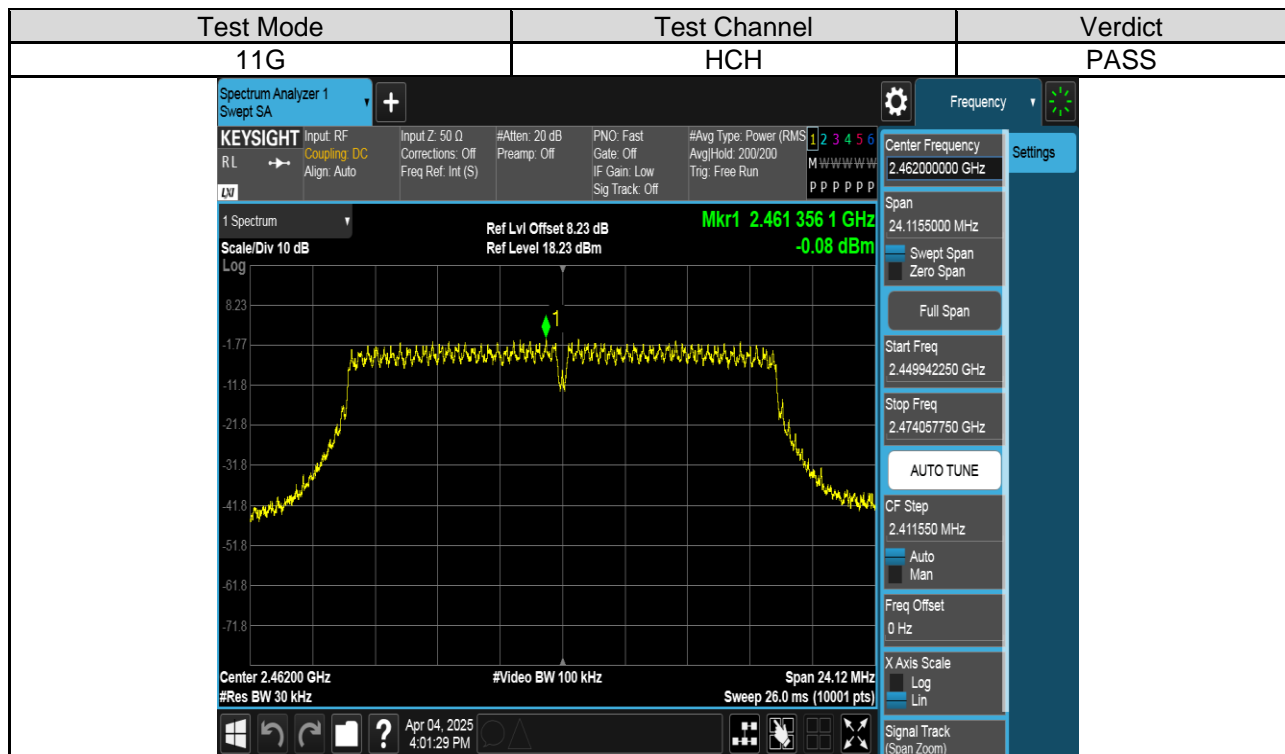 Test Mode Test Channel Verdict
11G HCH PASS
Spectrum Analyzer 1
Swept SA
Frequency
KEYSIGHT Input: RF Input Z: 50 Ω #Atten: 20 dB PNO: Fast #Avg Type: Power (RMS 1 2 3 4 5 6
R L Coupling: DC Corrections: Off Preamp: Off Gate: Off Avg|Hold: 200/200 M W W W W W
Align: Auto Freq Ref: Int (S) IF Gain: Low Trig: Free Run
LXI Sig Track: Off P P P P P P
1 Spectrum
Ref Lvl Offset 8.23 dB Mkr1 2.461 356 1 GHz
Scale/Div 10 dB Ref Level 18.23 dBm -0.08 dBm
Log
8.23
1
-1.77
-11.8
-21.8
-31.8
-41.8
-51.8
-61.8
-71.8
Center 2.46200 GHz #Video BW 100 kHz Span 24.12 MHz
#Res BW 30 kHz Sweep 26.0 ms (10001 pts)
? Apr 04, 2025
4:01:29 PM
Center Frequency
2.462000000 GHz
Settings
Span
24.1155000 MHz
Swept Span
Zero Span
Full Span
Start Freq
2.449942250 GHz
Stop Freq
2.474057750 GHz
AUTO TUNE
CF Step
2.411550 MHz
Auto
Man
Freq Offset
0 Hz
X Axis Scale
Log
Lin
Signal Track
(Span Zoom)